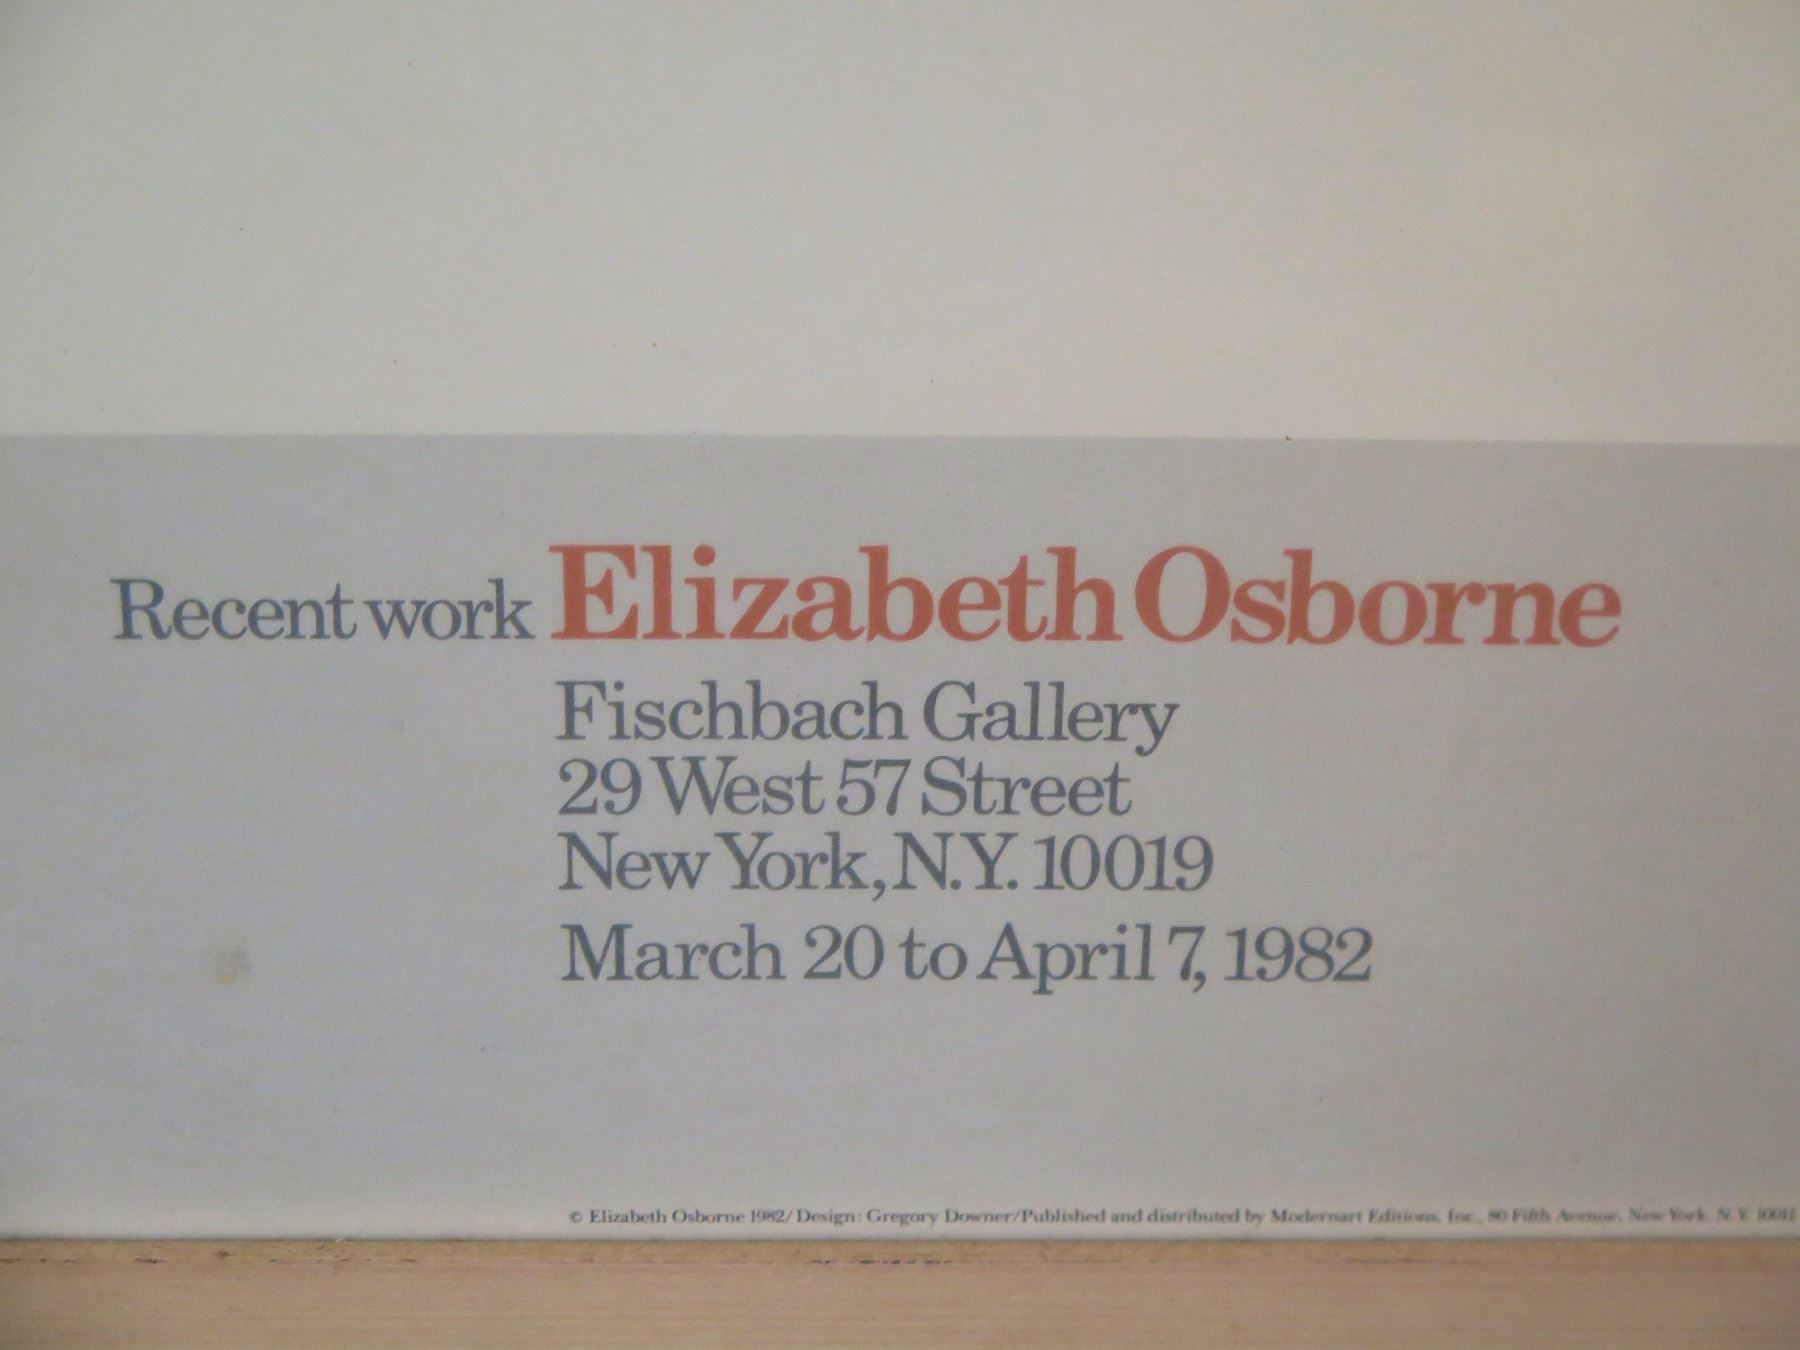 Recent work Elizabeth Osborne
Fischbach Gallery
29 West 57 Street
New York, N.Y. 10019
March 20 to April 7, 1982
© Elizabeth Osborne 1982/ Design: Gregory Downer/Published and distributed by Modernart Editions, Inc., 80 Fifth Avenue, New York, N.Y. 10011